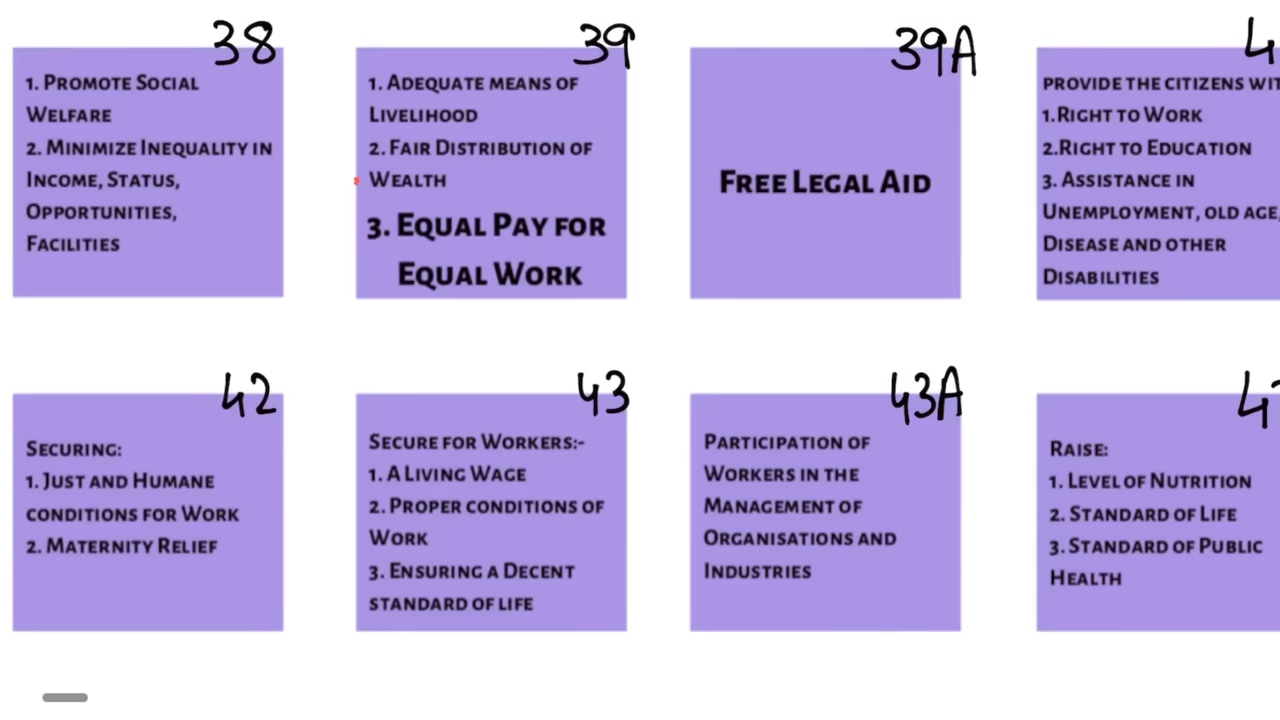 38
1. Promote Social
Welfare
2. Minimize Inequality in
Income, Status,
Opportunities,
Facilities
39
1. Adequate means of
Livelihood
2. Fair Distribution of
Wealth
3. Equal Pay for
Equal Work
39A
Free Legal Aid
4
provide the citizens wit
1.Right to Work
2.Right to Education
3. Assistance in
Unemployment, old age,
Disease and other
Disabilities
42
Securing:
1. Just and Humane
conditions for Work
2. Maternity Relief
43
Secure for Workers:-
1. A Living Wage
2. Proper conditions of
Work
3. Ensuring a Decent
standard of life
43A
Participation of
Workers in the
Management of
Organisations and
Industries
4
Raise:
1. Level of Nutrition
2. Standard of Life
3. Standard of Public
Health